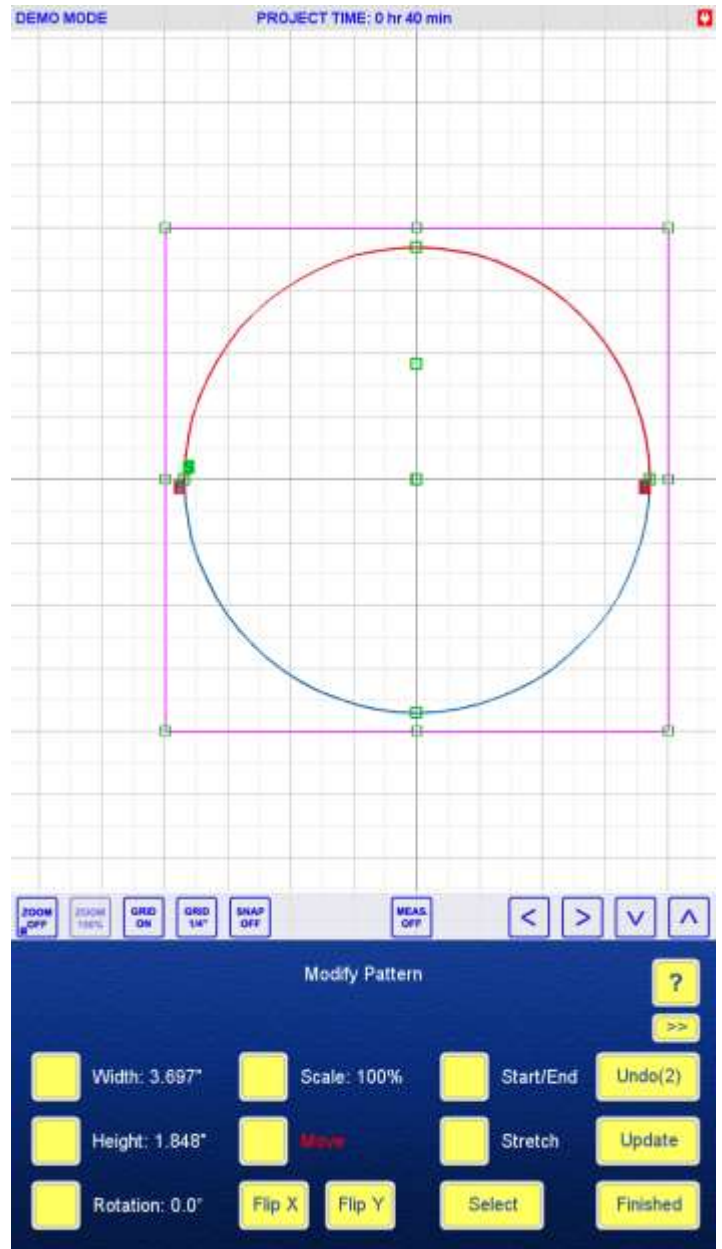 DEMO MODE PROJECT TIME: 0 hr 40 min
S
ZOOM OFF ZOOM 100% GRID ON GRID 1/4" SNAP OFF MEAS. OFF < > V Λ
Modify Pattern
?
>>
Width: 3.697" Scale: 100% Start/End Undo(2)
Height: 1.848" Move Stretch Update
Rotation: 0.0° Flip X Flip Y Select Finished